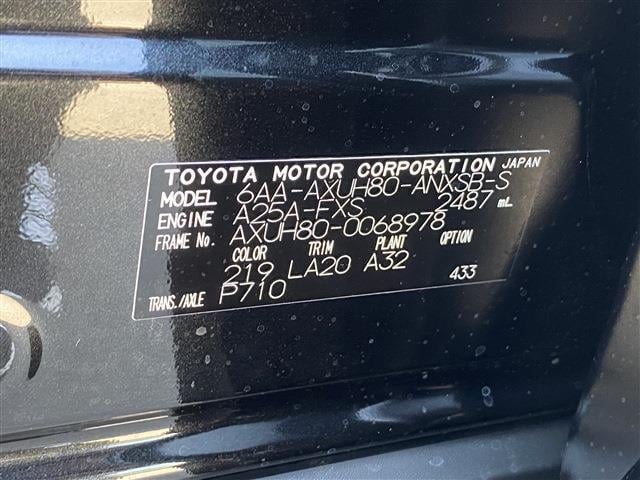 TOYOTA MOTOR CORPORATION JAPAN
MODEL 6AA-AXUH80-ANXSB-S
ENGINE A25A-FXS 2487 mL
FRAME No. AXUH80-0068978
COLOR TRIM PLANT OPTION
219 LA20 A32 433
TRANS./AXLE P710